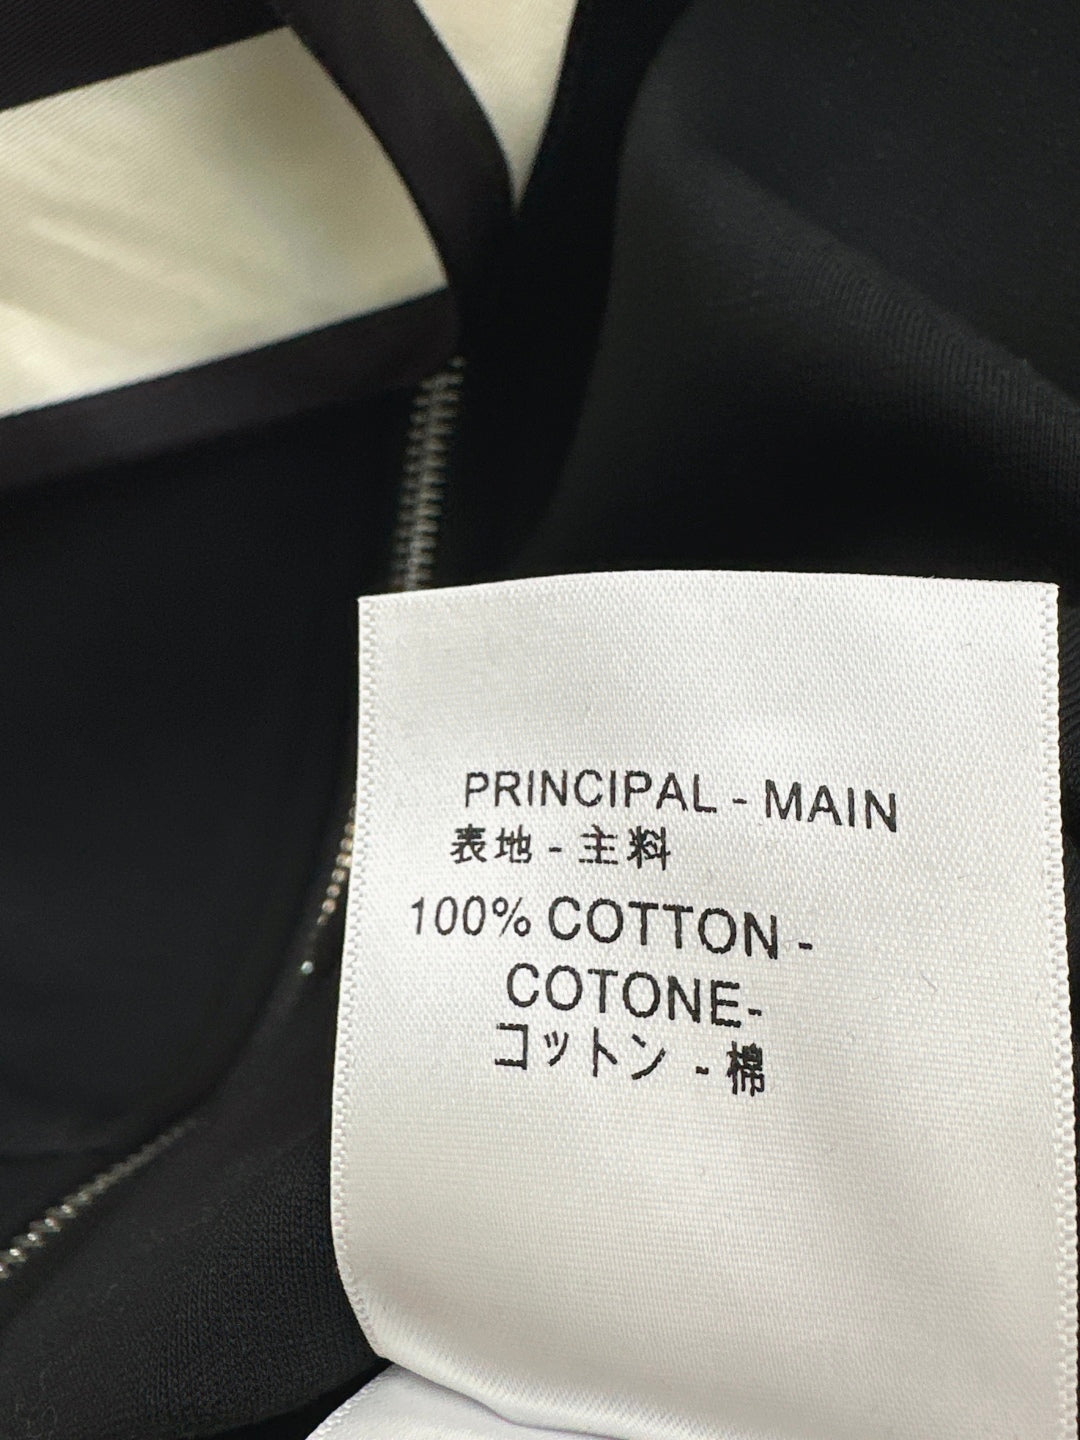 PRINCIPAL - MAIN
表地 - 主料
100% COTTON -
COTONE-
コットン - 棉